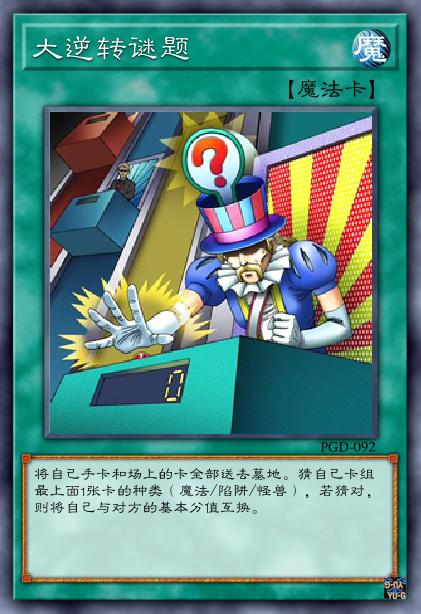 大逆转谜题
魔
【魔法卡】
?
0
PGD-092
将自己手卡和场上的卡全部送去墓地。猜自己卡组
最上面1张卡的种类（魔法/陷阱/怪兽），若猜对，
则将自己与对方的基本分值互换。